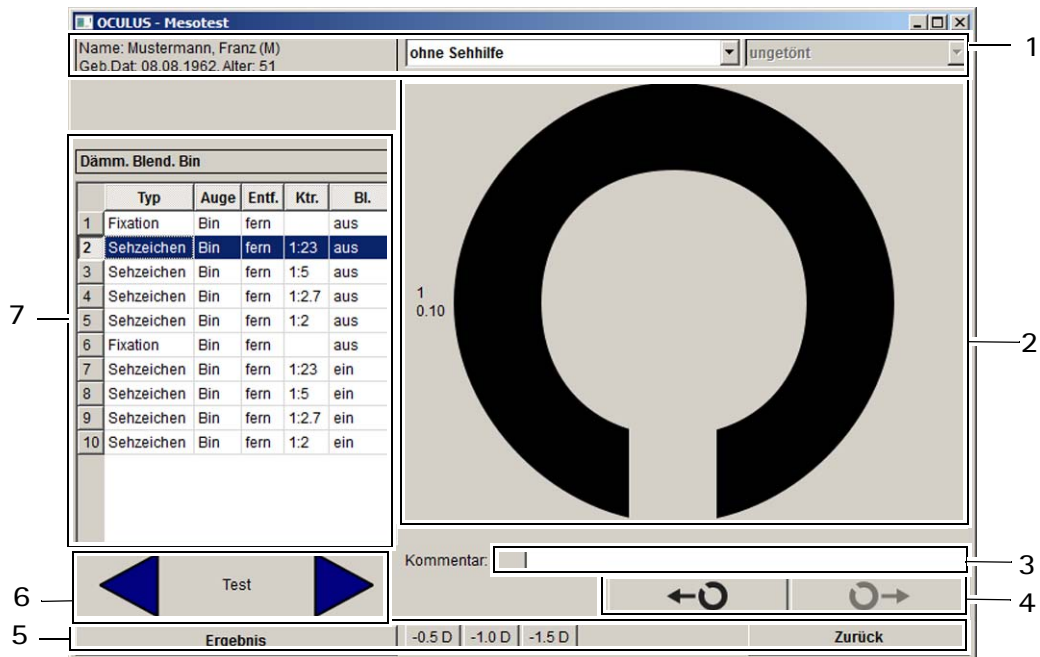 OCULUS - Mesotest
Name: Mustermann, Franz (M)
Geb.Dat: 08.08.1962, Alter: 51
ohne Sehhilfe
ungetönt
1
Dämm. Blend. Bin
Typ Auge Entf. Ktr. Bl.
1 Fixation Bin fern aus
2 Sehzeichen Bin fern 1:23 aus
3 Sehzeichen Bin fern 1:5 aus
4 Sehzeichen Bin fern 1:2.7 aus
5 Sehzeichen Bin fern 1:2 aus
6 Fixation Bin fern aus
7 Sehzeichen Bin fern 1:23 ein
8 Sehzeichen Bin fern 1:5 ein
9 Sehzeichen Bin fern 1:2.7 ein
10 Sehzeichen Bin fern 1:2 ein
7
1
0.10
2
Kommentar:
3
Test
6
4
5
Ergebnis
-0.5 D
-1.0 D
-1.5 D
Zurück